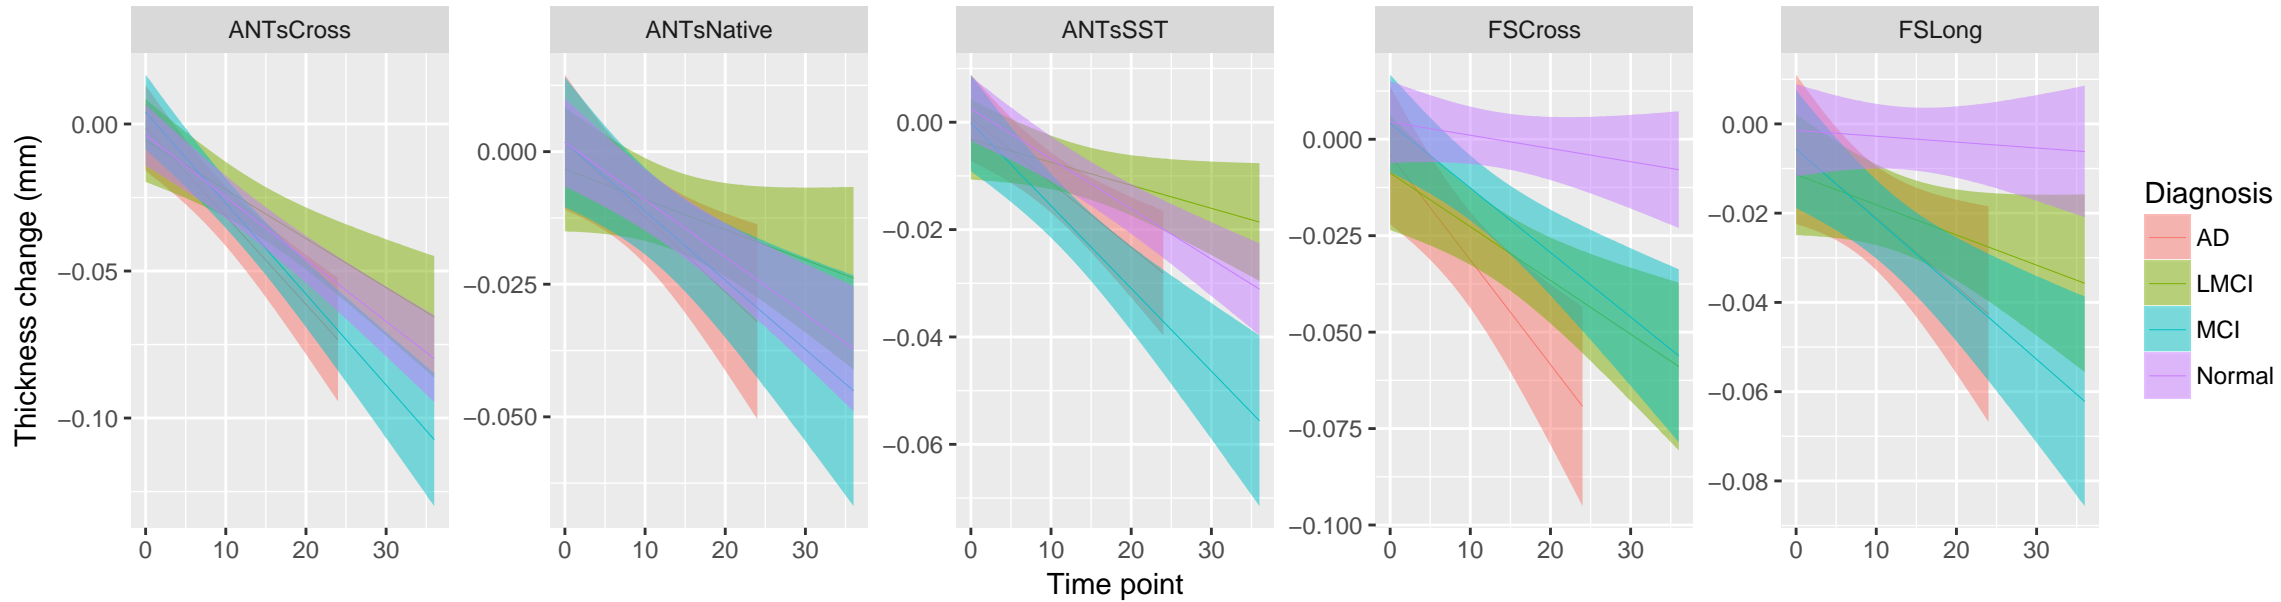 ANTsCross ANTsNative ANTsSST FSCross FSLong
Thickness change (mm)
0.00
−0.05
−0.10
0.000
−0.025
−0.050
0.00
−0.02
−0.04
−0.06
0.000
−0.025
−0.050
−0.075
−0.100
0.00
−0.02
−0.04
−0.06
−0.08
0 10 20 30 0 10 20 30 0 10 20 30 0 10 20 30 0 10 20 30
Time point
Diagnosis
AD
LMCI
MCI
Normal